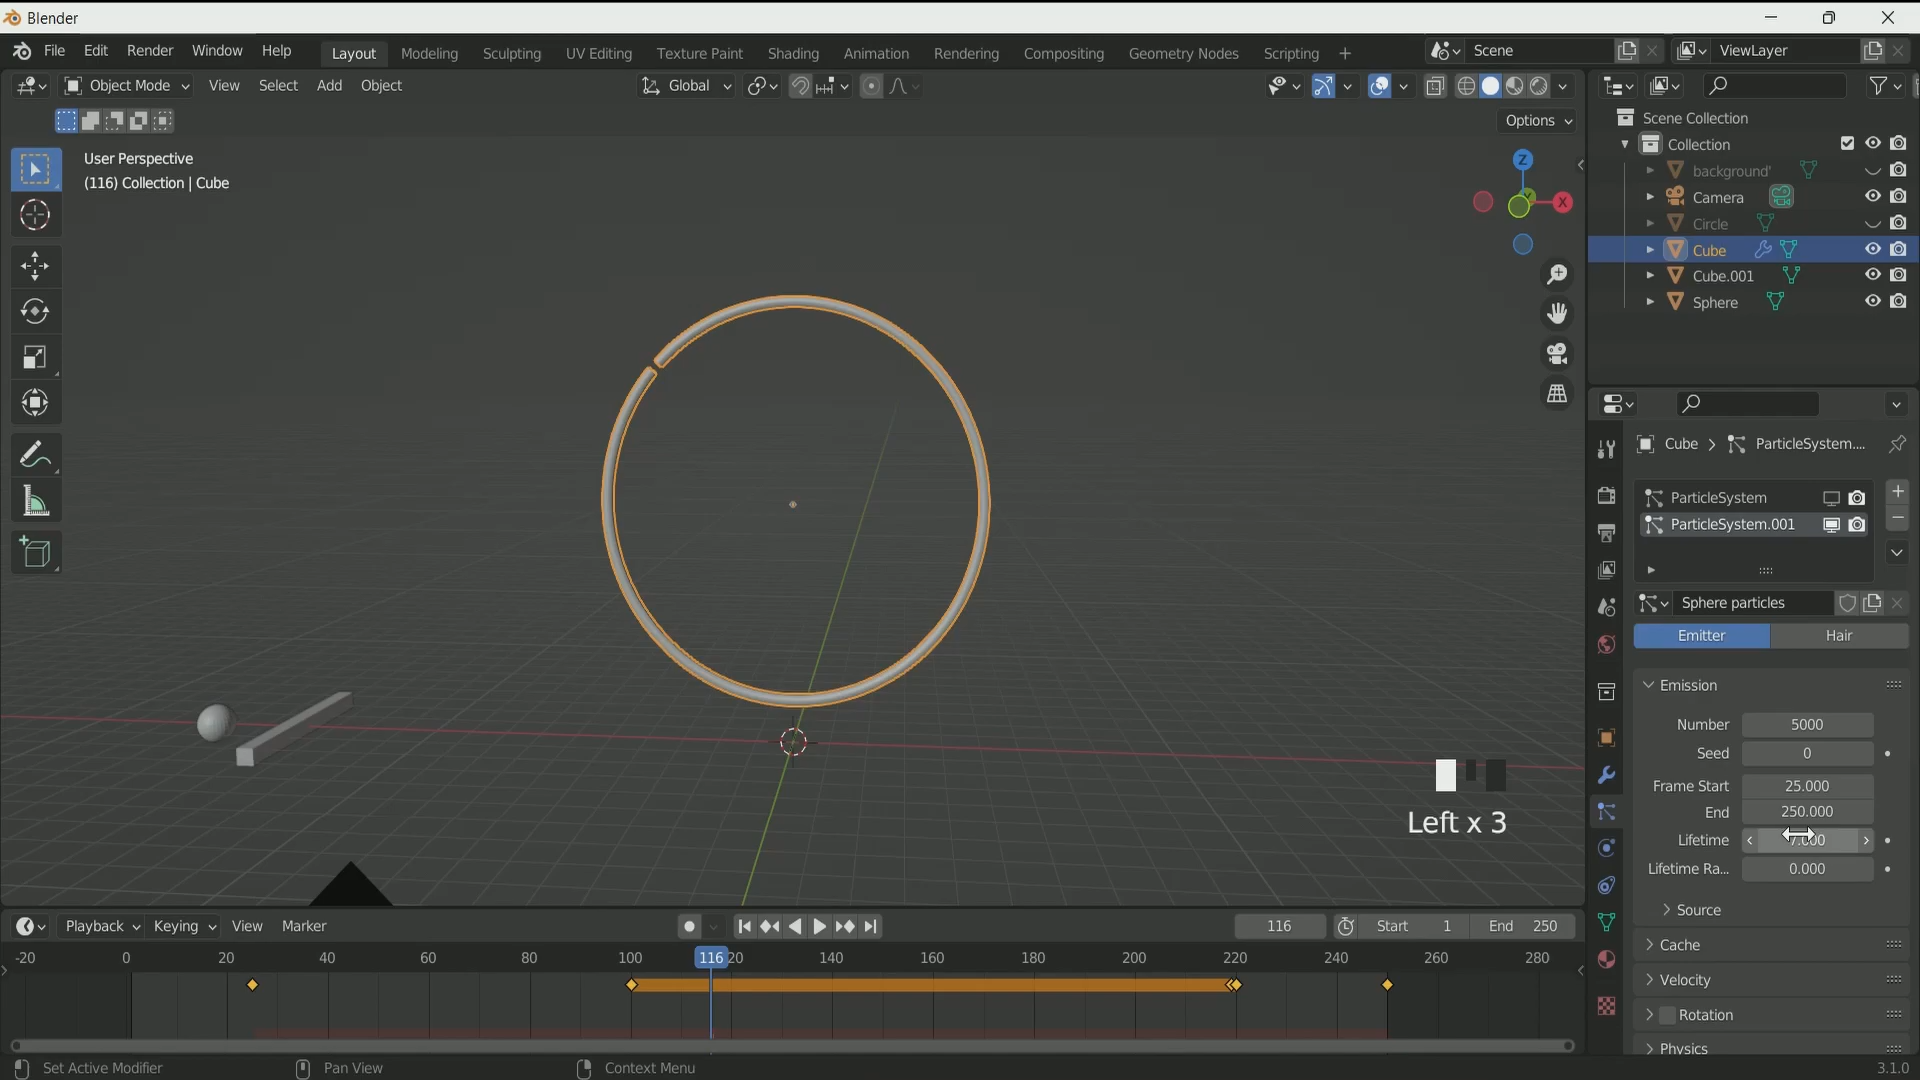 Blender
File Edit Render Window Help Layout Modeling Sculpting UV Editing Texture Paint Shading Animation Rendering Compositing Geometry Nodes Scripting + Scene ViewLayer
Object Mode View Select Add Object Global
Options
User Perspective
(116) Collection | Cube
Z
X
Scene Collection
Collection
background'
Camera
Circle
Cube
Cube.001
Sphere
Cube > ParticleSystem....
ParticleSystem
ParticleSystem.001
Sphere particles
Emitter Hair
Emission
Number 5000
Seed 0
Frame Start 25.000
End 250.000
Lifetime 7.000
Lifetime Ra... 0.000
Source
Cache
Velocity
Rotation
Physics
Left x 3
Playback Keying View Marker 116 Start 1 End 250
-20 0 20 40 60 80 100 116 120 140 160 180 200 220 240 260 280
Set Active Modifier Pan View Context Menu 3.1.0